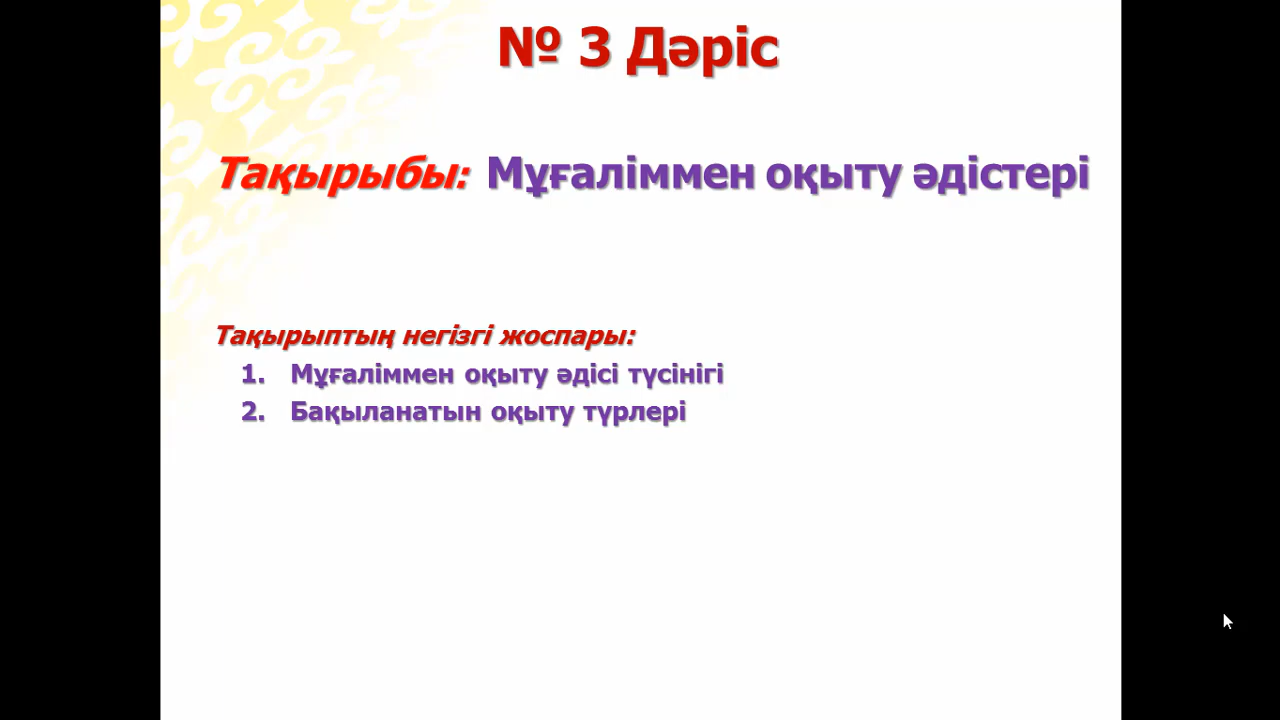 № 3 Дәріс
Тақырыбы: Мұғаліммен оқыту әдістері
Тақырыптың негізгі жоспары:
1. Мұғаліммен оқыту әдісі түсінігі
2. Бақыланатын оқыту түрлері